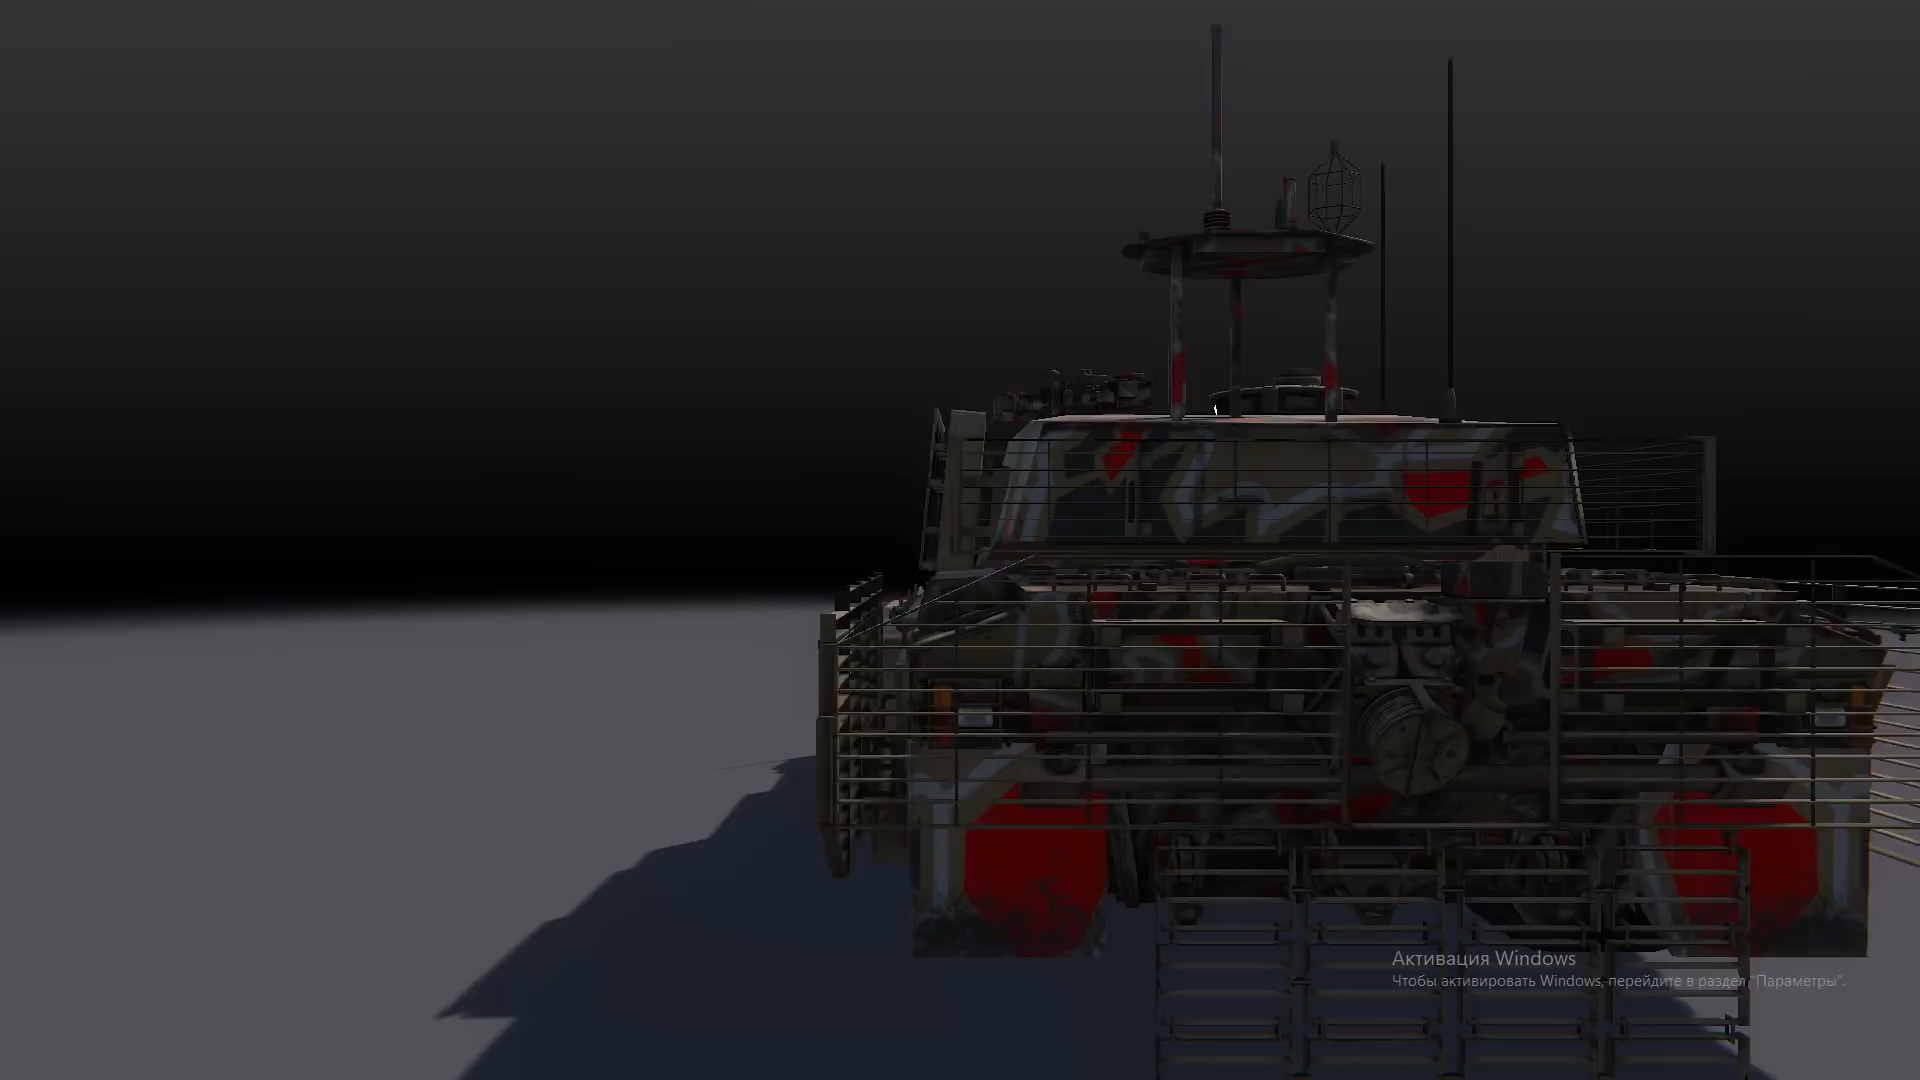 Активация Windows
Чтобы активировать Windows, перейдите в раздел "Параметры".